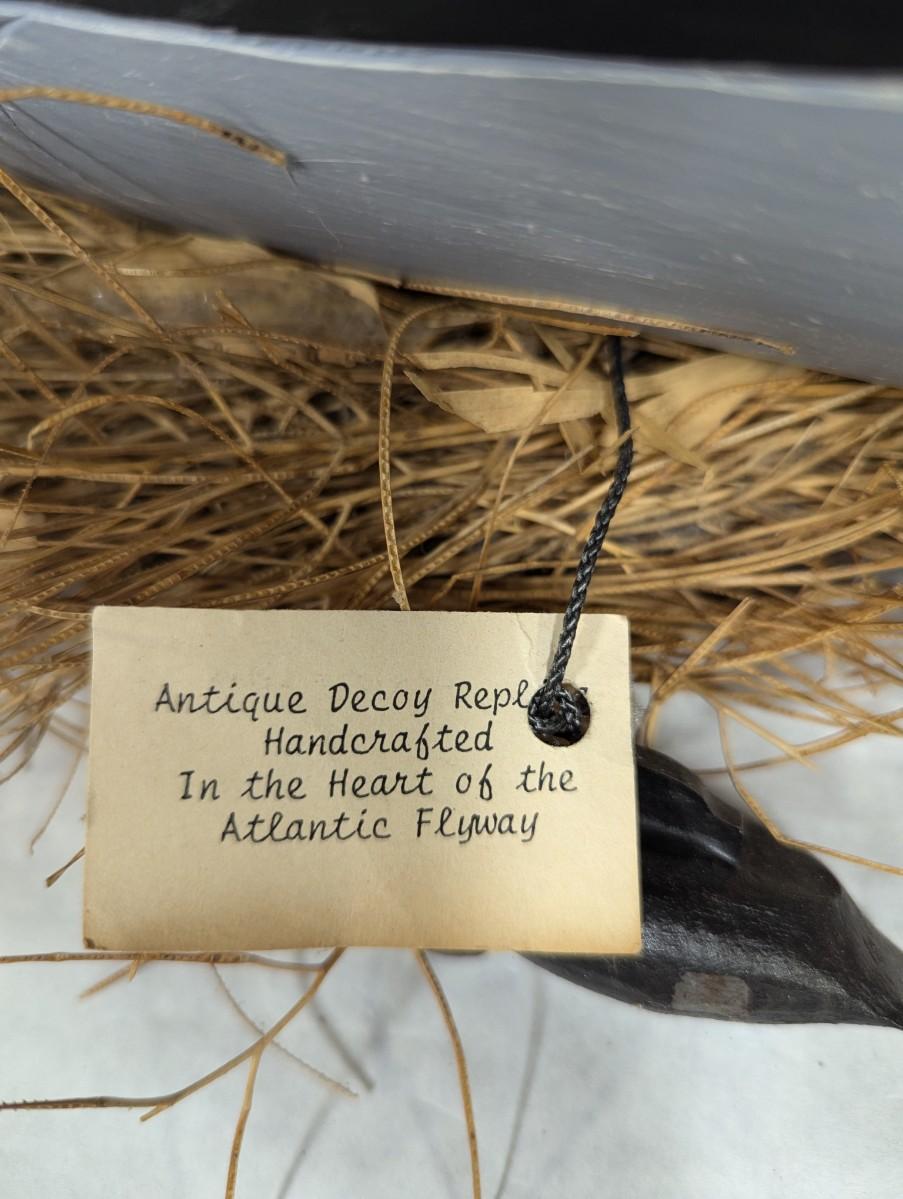 Antique Decoy
Handcrafted
In the Heart of the
Atlantic Flyway